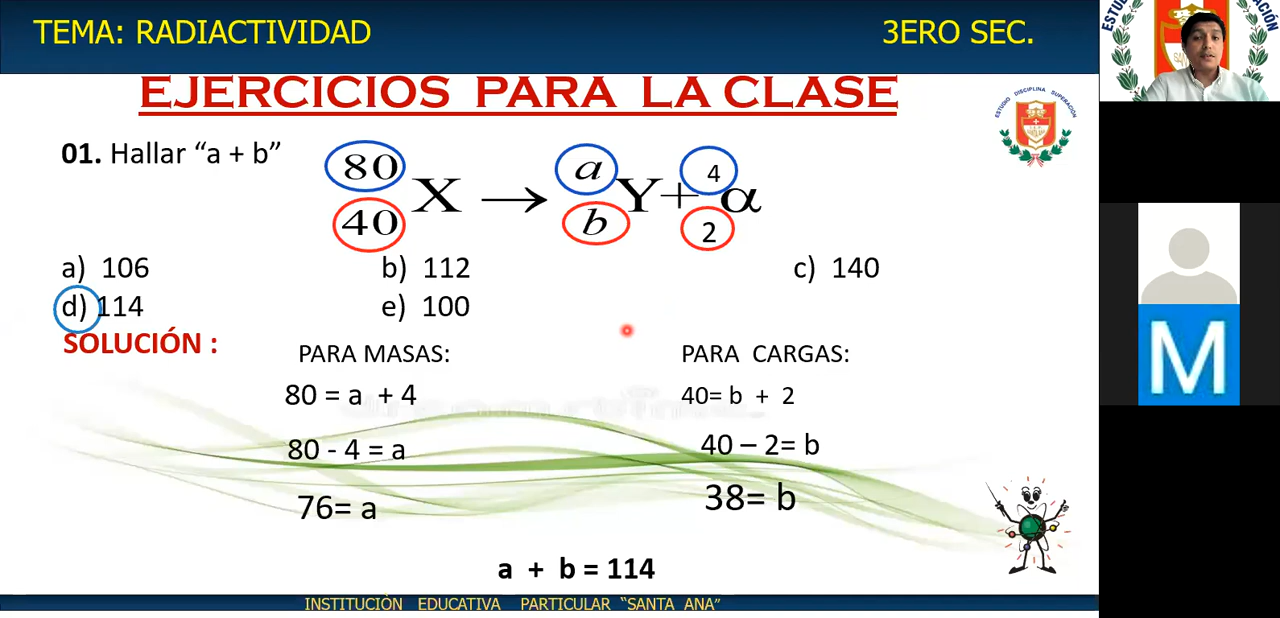 TEMA: RADIACTIVIDAD 3ERO SEC.
EJERCICIOS PARA LA CLASE
ESTUDIO DISCIPLINA SUPERACIÓN
01. Hallar “a + b”
80 a 4
X → Y + α
40 b 2
a) 106 b) 112 c) 140
d) 114 e) 100
SOLUCIÓN :
PARA MASAS: PARA CARGAS:
80 = a + 4 40= b + 2
80 - 4 = a 40 – 2= b
76= a 38= b
a + b = 114
INSTITUCIÓN EDUCATIVA PARTICULAR “SANTA ANA”
M